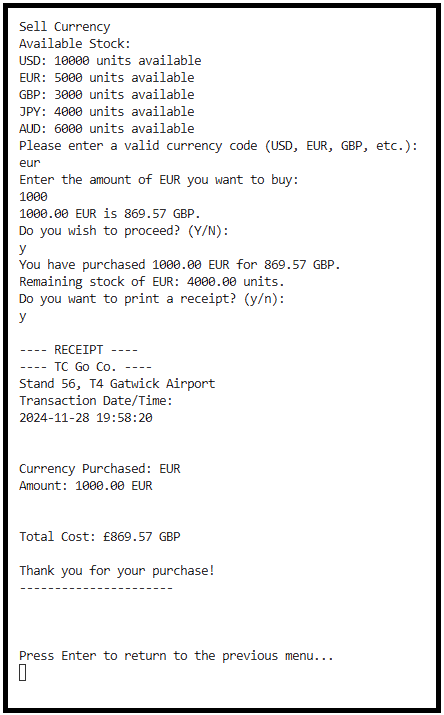 Sell Currency
Available Stock:
USD: 10000 units available
EUR: 5000 units available
GBP: 3000 units available
JPY: 4000 units available
AUD: 6000 units available
Please enter a valid currency code (USD, EUR, GBP, etc.):
eur
Enter the amount of EUR you want to buy:
1000
1000.00 EUR is 869.57 GBP.
Do you wish to proceed? (Y/N):
y
You have purchased 1000.00 EUR for 869.57 GBP.
Remaining stock of EUR: 4000.00 units.
Do you want to print a receipt? (y/n):
y
---- RECEIPT ----
---- TC Go Co. ----
Stand 56, T4 Gatwick Airport
Transaction Date/Time:
2024-11-28 19:58:20
Currency Purchased: EUR
Amount: 1000.00 EUR
Total Cost: £869.57 GBP
Thank you for your purchase!
----------------------
Press Enter to return to the previous menu...